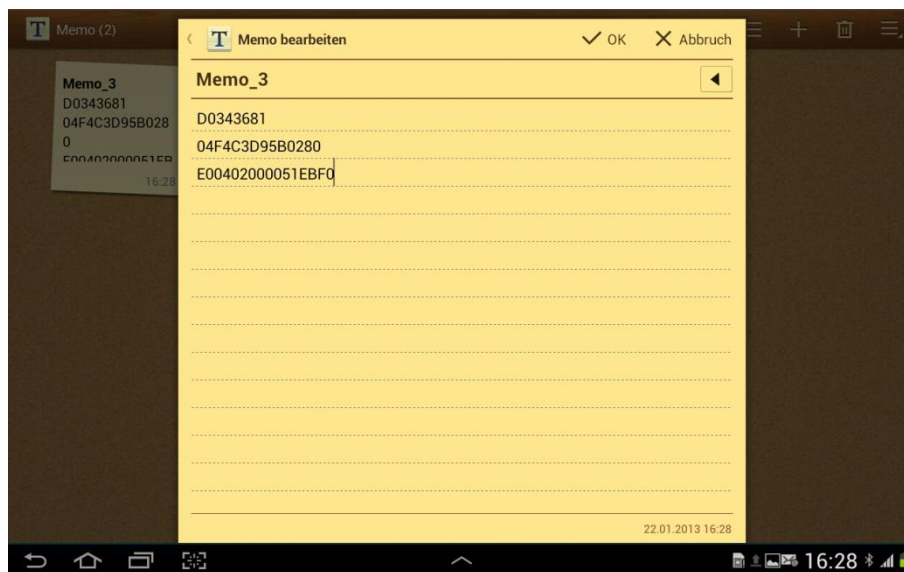 T Memo (2)
Memo_3
D0343681
04F4C3D95B028
0
E00402000051EB
16:28
T Memo bearbeiten
OK
Abbruch
Memo_3
D0343681
04F4C3D95B0280
E00402000051EBF0
22.01.2013 16:28
16:28